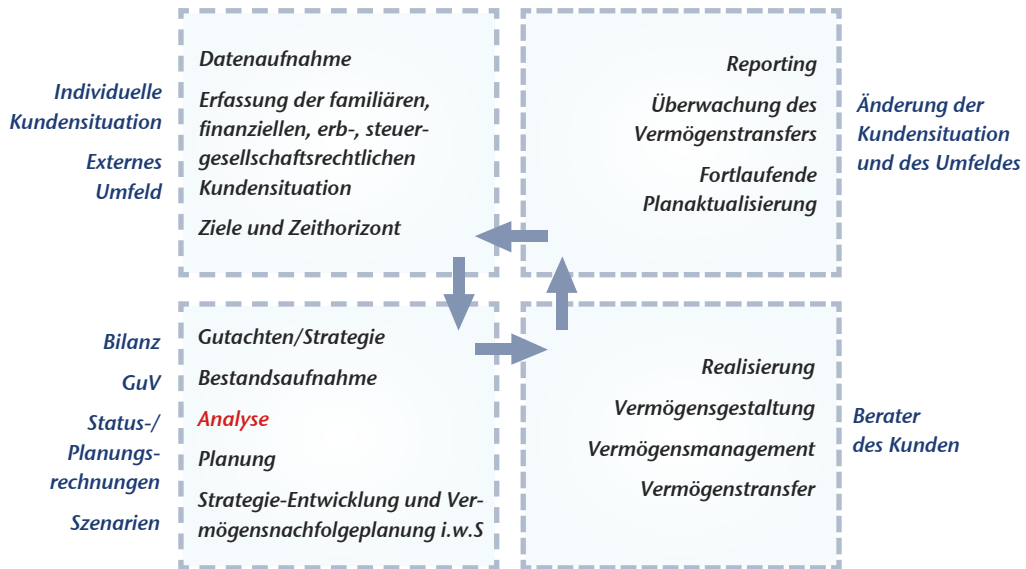 Individuelle
Kundensituation
Externes
Umfeld
Datenaufnahme
Erfassung der familiären,
finanziellen, erb-, steuer-
gesellschaftsrechtlichen
Kundensituation
Ziele und Zeithorizont
Reporting
Überwachung des
Vermögenstransfers
Fortlaufende
Planaktualisierung
Änderung der
Kundensituation
und des Umfeldes
Bilanz
GuV
Status-/
Planungs-
rechnungen
Szenarien
Gutachten/Strategie
Bestandsaufnahme
Analyse
Planung
Strategie-Entwicklung und Ver-
mögensnachfolgeplanung i.w.S
Realisierung
Vermögensgestaltung
Vermögensmanagement
Vermögenstransfer
Berater
des Kunden